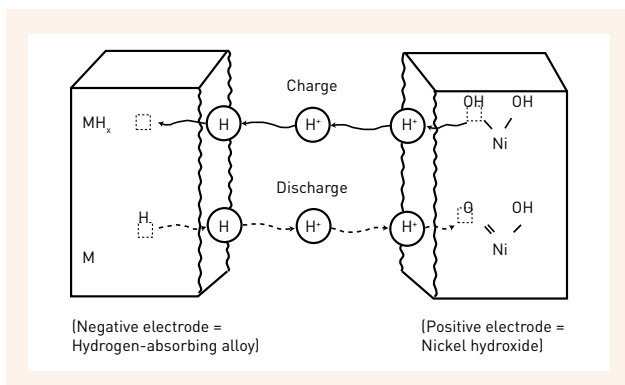 Charge
MHₓ
H
H⁺
H⁺
OH OH
Ni
Discharge
H
H
H⁺
H⁺
O OH
Ni
M
(Negative electrode =
Hydrogen-absorbing alloy)
(Positive electrode =
Nickel hydroxide)